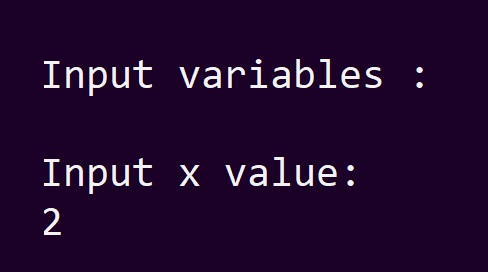 Input variables :
Input x value:
2